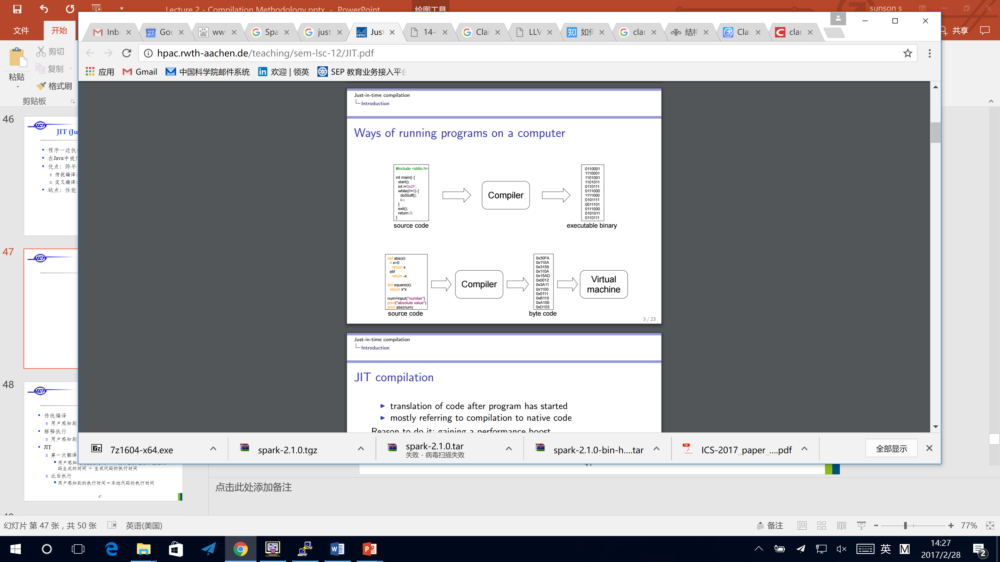 Lecture 2 - Compilation Methodology.pptx - PowerPoint
绘图工具
sunson s
文件
开始
共享
剪切
复制
粘贴
格式刷
剪贴板
Inb
27
Goo
ww
Spa
just
HPAC
Just
14-
Cla
LLV
知
如何
clar
结构
Cla
clar
hpac.rwth-aachen.de/teaching/sem-lsc-12/JIT.pdf
应用
Gmail
中国科学院邮件系统
欢迎 | 领英
SEP 教育业务接入平台
46
JIT (Ju
程序一边执行
在Java中被
优点：跨平
传统编译：
交叉编译：
缺点：性能
47
48
传统编译
用户感知到
解释执行
用户感知到
JIT
第一次翻译
码生成的时间 + 生成代码的执行时间
此后执行
用户感知到的执行时间＝本地代码的执行时间
47
Just-in-time compilation
Introduction
Ways of running programs on a computer
#include <stdio.h>
int main() {
start();
int i=0x2F;
while(i!=0) {
doStuff();
i--;
}
exit();
return 0;
}
source code
Compiler
0110001
1110001
1101001
1101011
0110111
0111000
1111000
0101111
0011101
0111000
0101011
0110111
executable binary
def abs(x):
if x>0
return x
elif
return -x
def square(x):
return x*x
num=input("number")
print("absolute value")
print abs(num)
source code
Compiler
0x30FA
0x110A
0x3159
0x110A
0x15AD
0x0012
0x3A11
0x1100
0x0111
0xB110
0xA100
0xD103
byte code
Virtual
machine
3 / 23
Just-in-time compilation
Introduction
JIT compilation
translation of code after program has started
mostly referring to compilation to native code
Reason to do it: gaining a performance boost
7z1604-x64.exe
spark-2.1.0.tgz
spark-2.1.0.tar
失败 - 病毒扫描失败
spark-2.1.0-bin-h....tar
ICS-2017_paper_....pdf
全部显示
点击此处添加备注
幻灯片 第 47 张，共 50 张
英语(美国)
备注
77%
英
M
14:27
2017/2/28
2